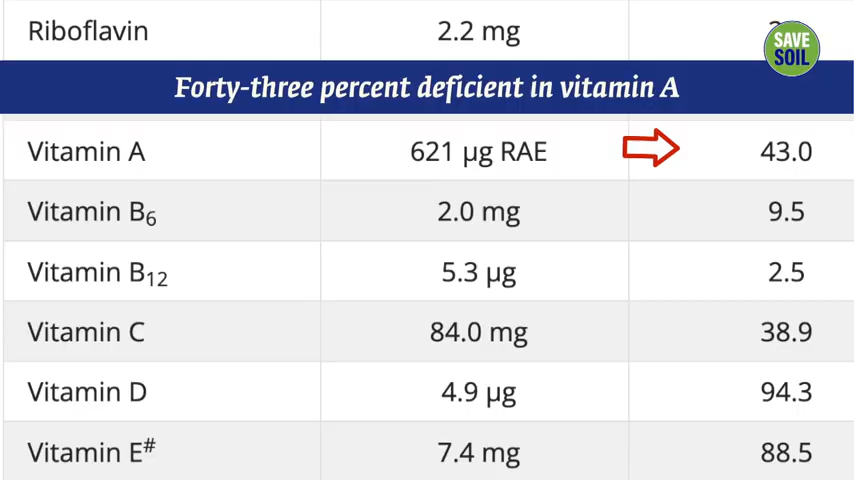 Riboflavin 2.2 mg
SAVE
SOIL
Forty-three percent deficient in vitamin A
Vitamin A 621 µg RAE 43.0
Vitamin B6 2.0 mg 9.5
Vitamin B12 5.3 µg 2.5
Vitamin C 84.0 mg 38.9
Vitamin D 4.9 µg 94.3
Vitamin E# 7.4 mg 88.5